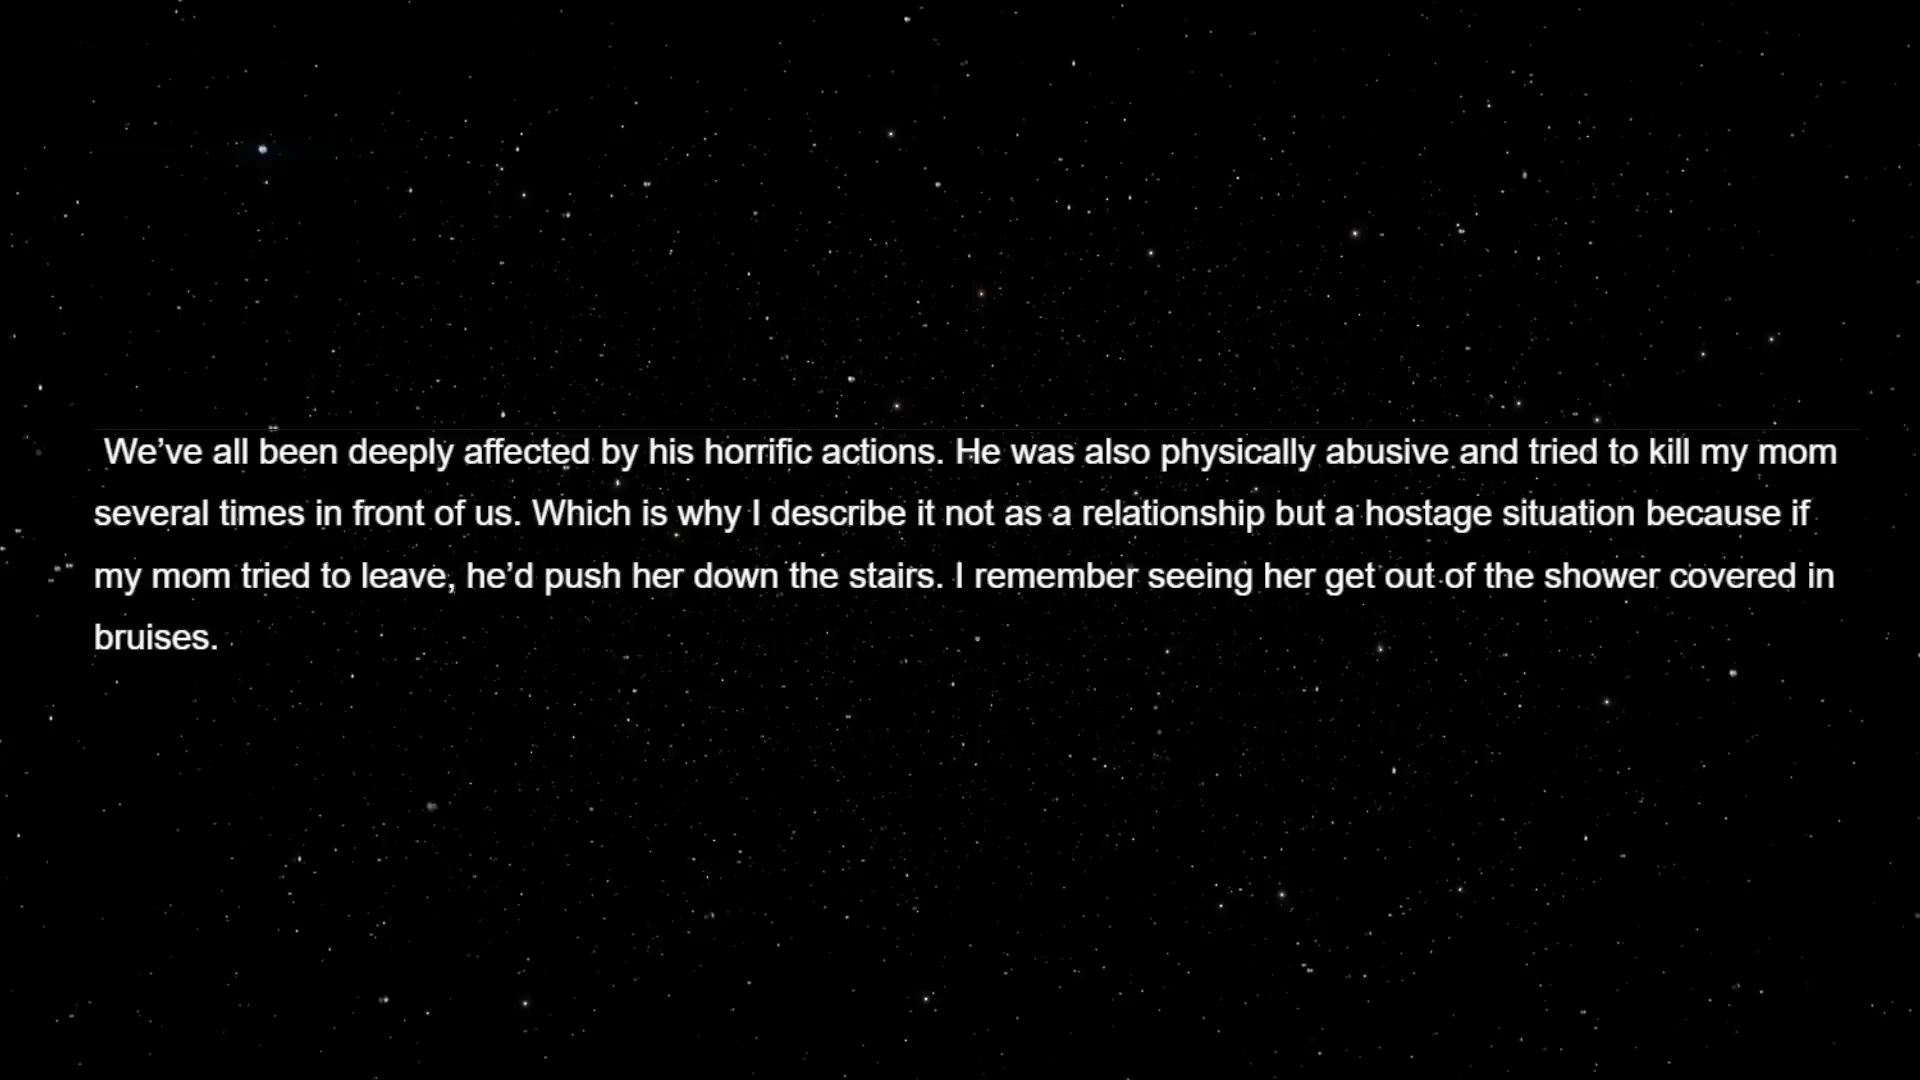 We’ve all been deeply affected by his horrific actions. He was also physically abusive and tried to kill my mom
several times in front of us. Which is why I describe it not as a relationship but a hostage situation because if
my mom tried to leave, he’d push her down the stairs. I remember seeing her get out of the shower covered in
bruises.